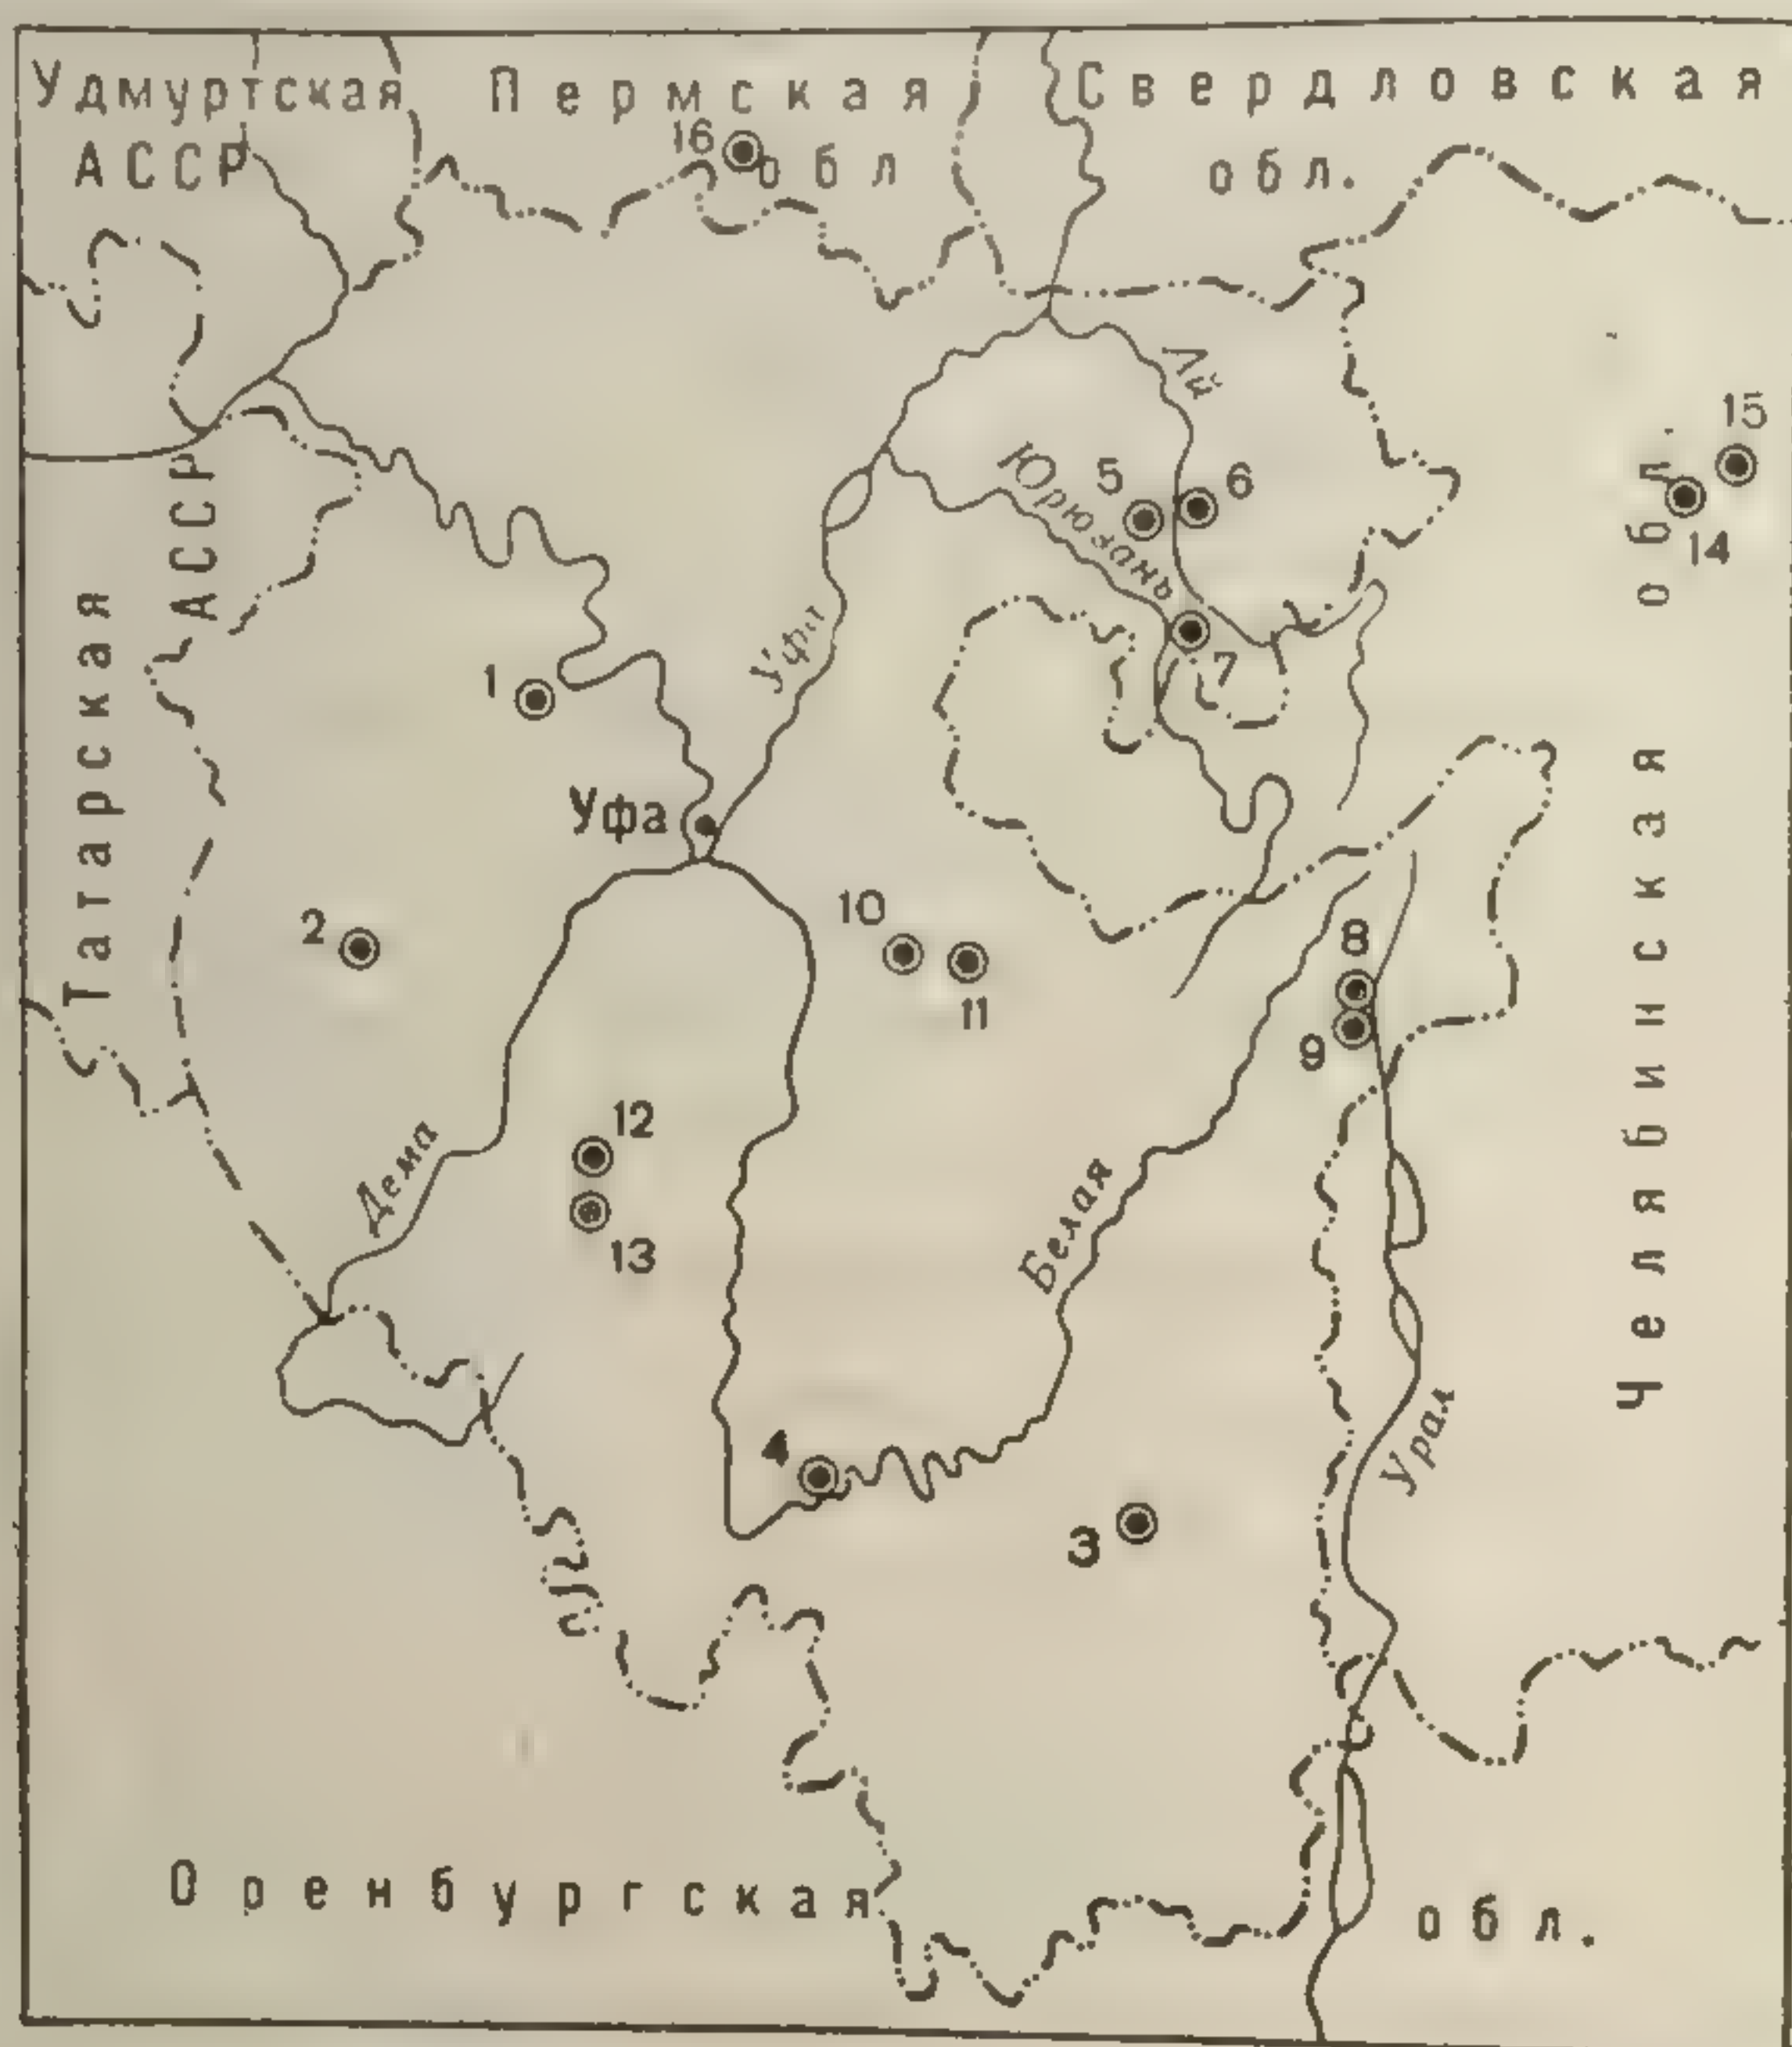 Удмуртская
АССР
Пермская
обл
Свердловская
обл.
16
Ай
15
14
Юрюзань
5
6
7
Татарская
АССР
Уфа
1
Уфа
2
10
11
8
9
Челябинская обл
12
13
Дема
Белая
Урал
4
3
Оренбургская
обл.